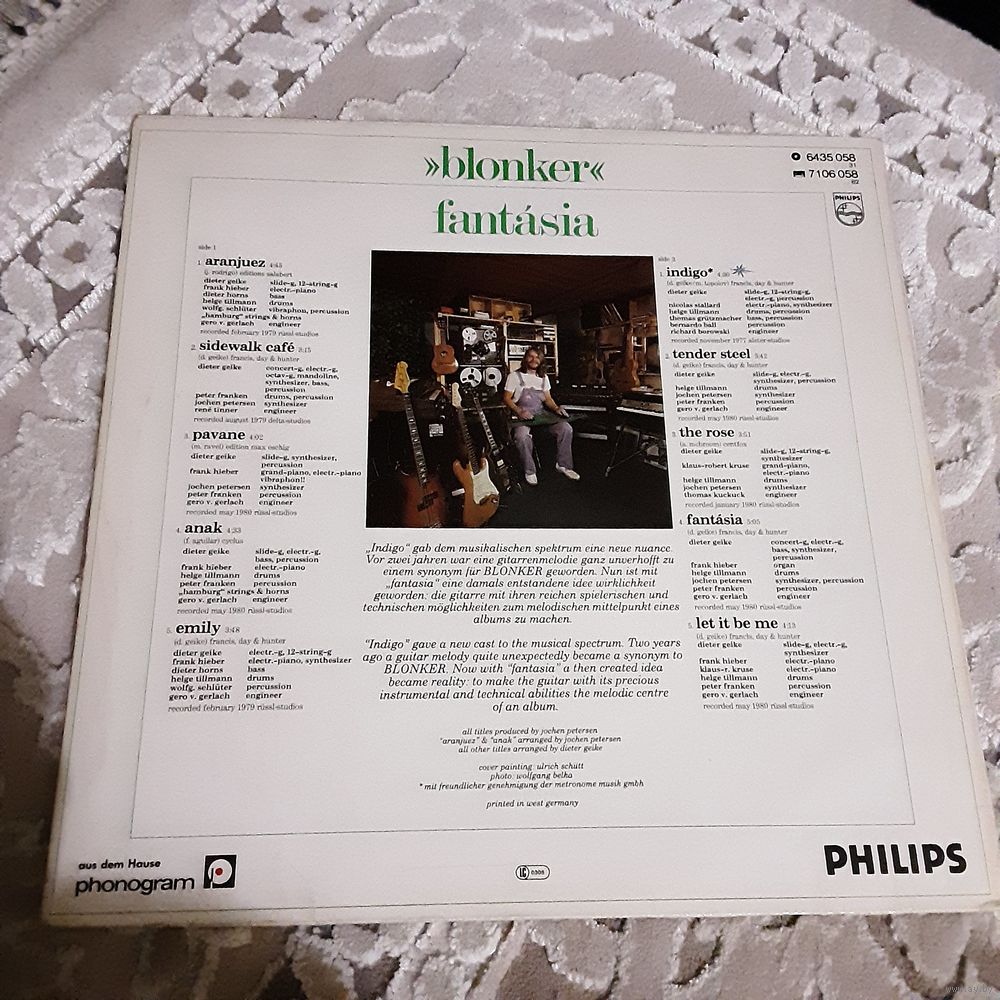 »blonker«
fantásia
6435 058
31
7106 058
62
PHILIPS
side 1
1. aranjuez 4:45
(j. rodrigo) editions salabert
dieter geike slide-g, 12-string-g
frank hieber electr.-piano
dieter horns bass
helge tillmann drums
wolfg. schlüter vibraphon, percussion
„hamburg" strings & horns
gero v. gerlach engineer
recorded february 1979 rüssl-studios
2. sidewalk café 3:15
(d. geike) francis, day & hunter
dieter geike concert-g, electr.-g,
octav-g, mandoline,
synthesizer, bass,
percussion
peter franken drums, percussion
jochen petersen synthesizer
rené tinner engineer
recorded august 1979 delta-studios
3. pavane 4:02
(m. ravel) edition max eschig
dieter geike slide-g, synthesizer,
percussion
frank hieber grand-piano, electr.-piano
vibraphon!!
jochen petersen synthesizer
peter franken percussion
gero v. gerlach engineer
recorded may 1980 rüssl-studios
4. anak 4:33
(f. aguilar) cyclus
dieter geike slide-g, electr.-g,
bass, percussion
frank hieber electr.-piano
helge tillmann drums
peter franken percussion
„hamburg" strings & horns
gero v. gerlach engineer
recorded may 1980 rüssl-studios
5. emily 3:48
(d. geike) francis, day & hunter
dieter geike electr.-g, 12-string-g
frank hieber electr.-piano, synthesizer
dieter horns bass
helge tillmann drums
wolfg. schlüter percussion
gero v. gerlach engineer
recorded february 1979 rüssl-studios
„Indigo" gab dem musikalischen spektrum eine neue nuance.
Vor zwei jahren war eine gitarrenmelodie ganz unverhofft zu
einem synonym für BLONKER geworden. Nun ist mit
„fantasia" eine damals entstandene idee wirklichkeit
geworden: die gitarre mit ihren reichen spielerischen und
technischen möglichkeiten zum melodischen mittelpunkt eines
albums zu machen.
"Indigo" gave a new cast to the musical spectrum. Two years
ago a guitar melody quite unexpectedly became a synonym to
BLONKER. Now with "fantasia" a then created idea
became reality: to make the guitar with its precious
instrumental and technical abilities the melodic centre
of an album.
all titles produced by jochen petersen
"aranjuez" & "anak" arranged by jochen petersen
all other titles arranged by dieter geike
cover painting: ulrich schütt
photo: wolfgang belka
* mit freundlicher genehmigung der metronome musik gmbh
printed in west germany
side 2
1. indigo* 4:30
(d. geike/m. topolov) francis, day & hunter
dieter geike slide-g, 12-string-g,
electr.-g, percussion
nicolas stallard electr.-piano, synthesizer
helge tillmann drums, percussion
thomas grützmacher bass, percussion
bernardo ball percussion
richard borowski engineer
recorded november 1977 alster-studios
2. tender steel 3:42
(d. geike) francis, day & hunter
dieter geike slide-g, electr.-g,
synthesizer, percussion
helge tillmann drums
jochen petersen synthesizer
peter franken percussion
gero v. gerlach engineer
recorded may 1980 rüssl-studios
3. the rose 3:51
(a. mcbroom) centfox
dieter geike slide-g, 12-string-g,
synthesizer
klaus-robert kruse grand-piano,
electr.-piano
helge tillmann drums
jochen petersen synthesizer
thomas kuckuck engineer
recorded january 1980 rüssl-studios
4. fantásia 5:05
(d. geike) francis, day & hunter
dieter geike concert-g, electr.-g,
bass, synthesizer,
percussion
frank hieber organ
helge tillmann drums
jochen petersen synthesizer, percussion
peter franken percussion
gero v. gerlach engineer
recorded may 1980 rüssl-studios
5. let it be me 4:13
(d. geike) francis, day & hunter
dieter geike slide-g, electr.-g,
synthesizer
frank hieber electr.-piano
klaus-r. kruse electr.-piano
helge tillmann drums
peter franken percussion
gero v. gerlach engineer
recorded may 1980 rüssl-studios
aus dem Hause
phonogram
LC 0305
PHILIPS